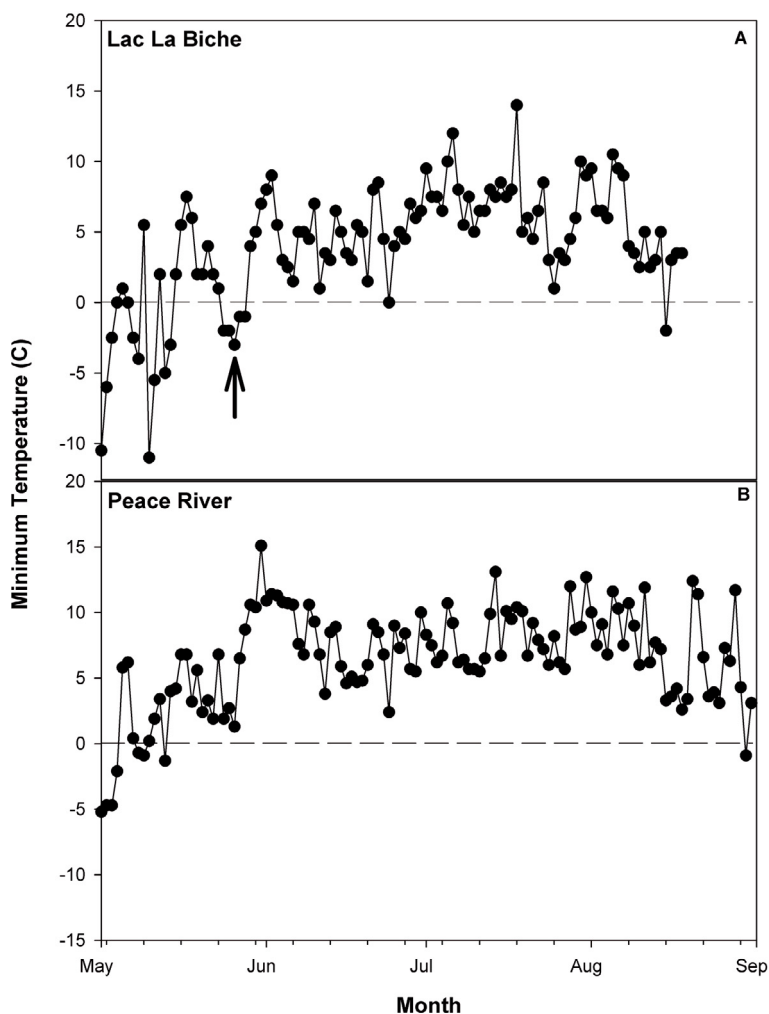 20
Lac La Biche
A
15
10
5
0
-5
-10
20
Peace River
B
15
10
5
0
-5
-10
-15
May
Jun
Jul
Aug
Sep
Minimum Temperature (C)
Month